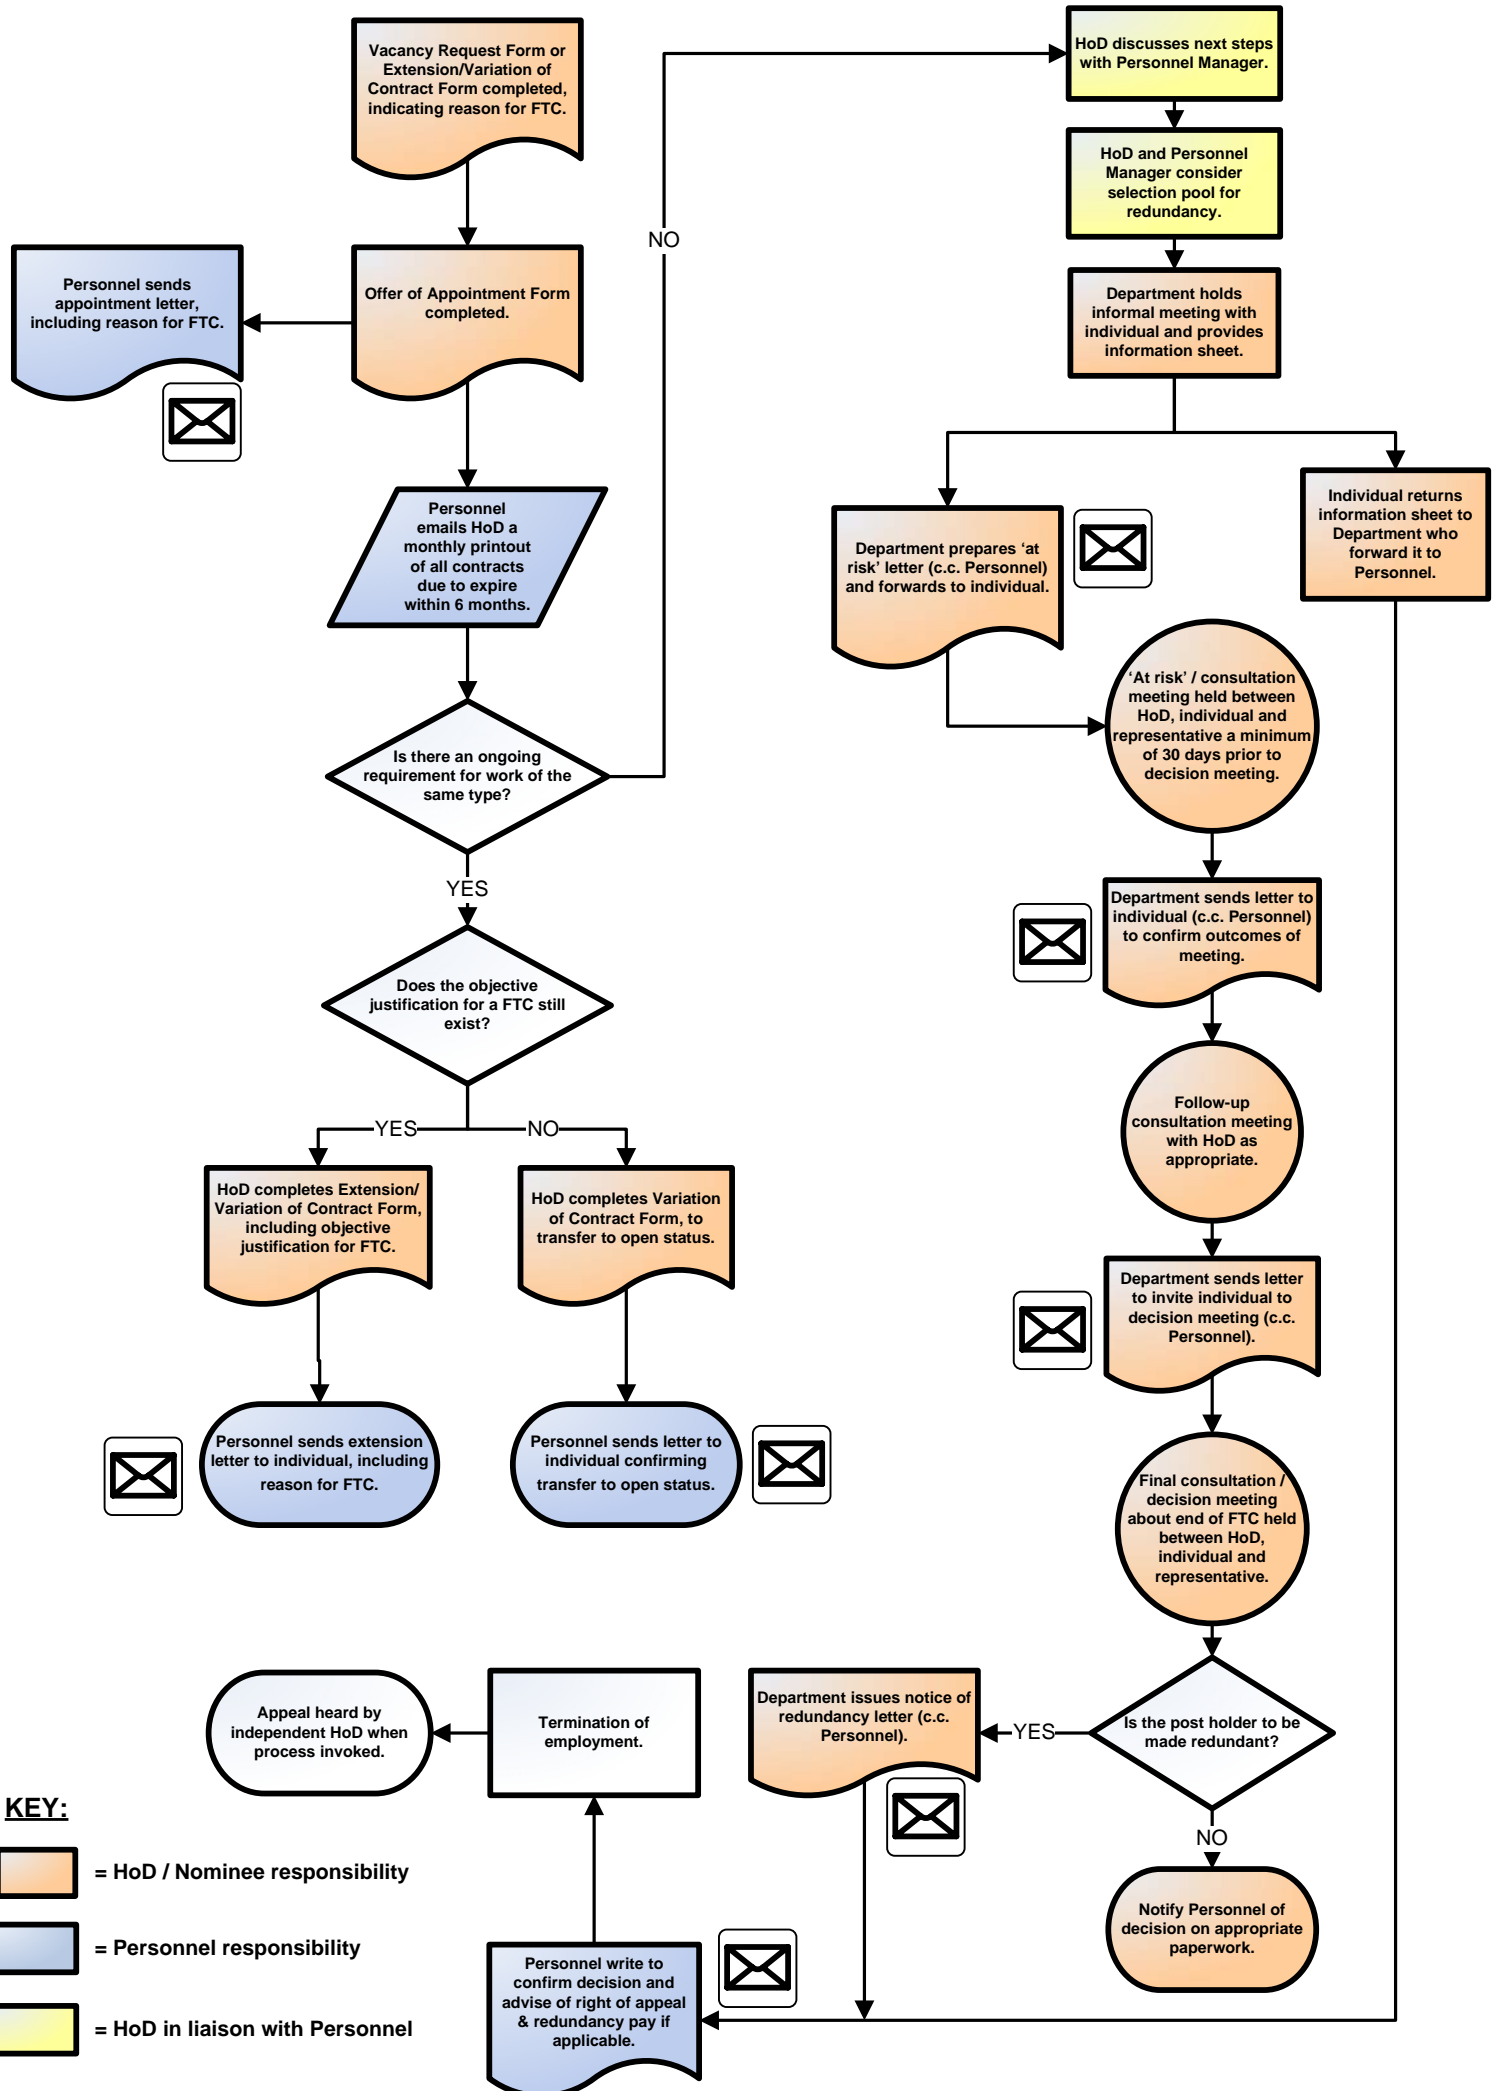 Vacancy Request Form or
Extension/Variation of
Contract Form completed,
indicating reason for FTC.
Personnel sends
appointment letter,
including reason for FTC.
Offer of Appointment Form
completed.
Personnel
emails HoD a
monthly printout
of all contracts
due to expire
within 6 months.
Is there an ongoing
requirement for work of the
same type?
NO
YES
Does the objective
justification for a FTC still
exist?
YES
NO
HoD completes Extension/
Variation of Contract Form,
including objective
justification for FTC.
HoD completes Variation
of Contract Form, to
transfer to open status.
Personnel sends extension
letter to individual, including
reason for FTC.
Personnel sends letter to
individual confirming
transfer to open status.
HoD discusses next steps
with Personnel Manager.
HoD and Personnel
Manager consider
selection pool for
redundancy.
Department holds
informal meeting with
individual and provides
information sheet.
Department prepares ‘at
risk’ letter (c.c. Personnel)
and forwards to individual.
Individual returns
information sheet to
Department who
forward it to
Personnel.
‘At risk’ / consultation
meeting held between
HoD, individual and
representative a minimum
of 30 days prior to
decision meeting.
Department sends letter to
individual (c.c. Personnel)
to confirm outcomes of
meeting.
Follow-up
consultation meeting
with HoD as
appropriate.
Department sends letter
to invite individual to
decision meeting (c.c.
Personnel).
Final consultation /
decision meeting
about end of FTC held
between HoD,
individual and
representative.
Is the post holder to be
made redundant?
YES
NO
Department issues notice of
redundancy letter (c.c.
Personnel).
Notify Personnel of
decision on appropriate
paperwork.
Personnel write to
confirm decision and
advise of right of appeal
& redundancy pay if
applicable.
Termination of
employment.
Appeal heard by
independent HoD when
process invoked.
KEY:
= HoD / Nominee responsibility
= Personnel responsibility
= HoD in liaison with Personnel